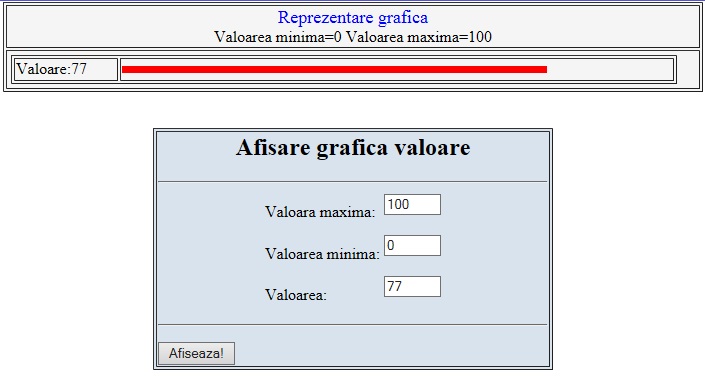 Reprezentare grafica
Valoarea minima=0 Valoarea maxima=100
Valoare:77
Afisare grafica valoare
Valoara maxima: 100
Valoarea minima: 0
Valoarea: 77
Afiseaza!